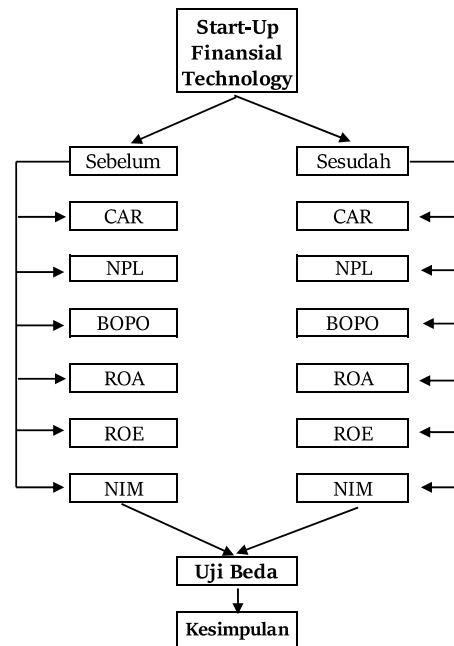 Start-Up
Finansial
Technology
Sebelum
Sesudah
CAR
CAR
NPL
NPL
BOPO
BOPO
ROA
ROA
ROE
ROE
NIM
NIM
Uji Beda
Kesimpulan